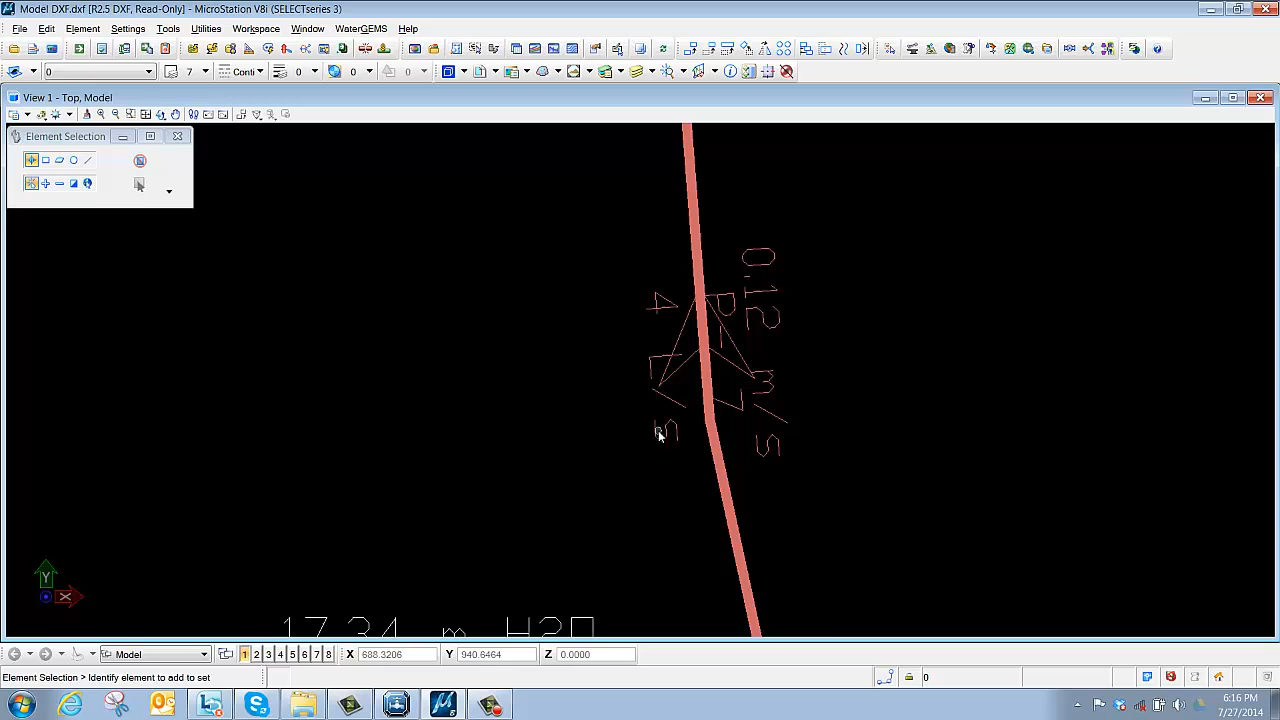 Model DXF.dxf [R2.5 DXF, Read-Only] - MicroStation V8i (SELECTseries 3)
File Edit Element Settings Tools Utilities Workspace Window WaterGEMS Help
0 7 Conti 0 0 0
View 1 - Top, Model
Element Selection
0.12 m/s
P-7
4 L/s
17.34 m H2O
Model 1 2 3 4 5 6 7 8 X 688.3206 Y 940.6464 Z 0.0000
Element Selection > Identify element to add to set
0
Y
X
6:16 PM
7/27/2014